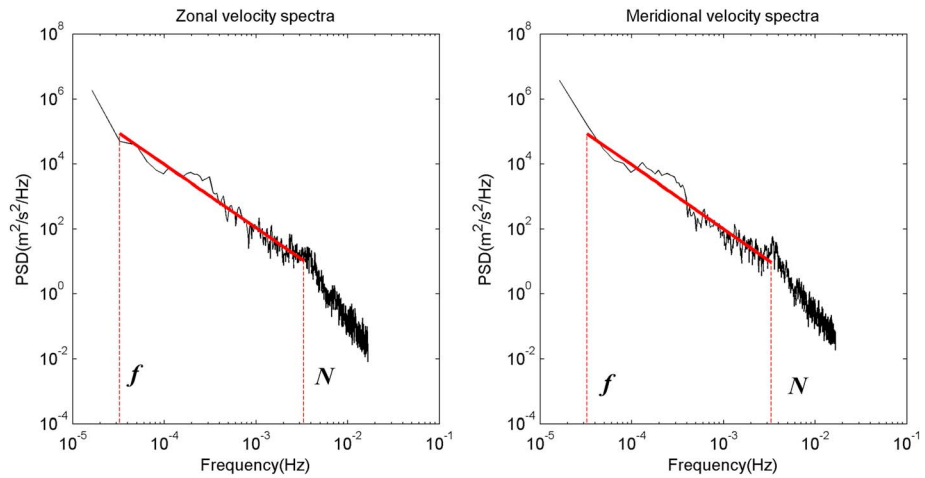 Zonal velocity spectra
10^8
10^6
10^4
10^2
10^0
10^-2
10^-4
PSD(m^2/s^2/Hz)
f
N
10^-5 10^-4 10^-3 10^-2 10^-1
Frequency(Hz)
Meridional velocity spectra
10^8
10^6
10^4
10^2
10^0
10^-2
10^-4
PSD(m^2/s^2/Hz)
f
N
10^-5 10^-4 10^-3 10^-2 10^-1
Frequency(Hz)